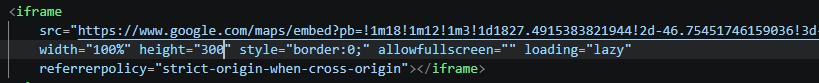 <iframe
src="https://www.google.com/maps/embed?pb=!1m18!1m12!1m3!1d1827.4915383821944!2d-46.75451746159036!3d-
width="100%" height="300" style="border:0;" allowfullscreen="" loading="lazy"
referrerpolicy="strict-origin-when-cross-origin"></iframe>